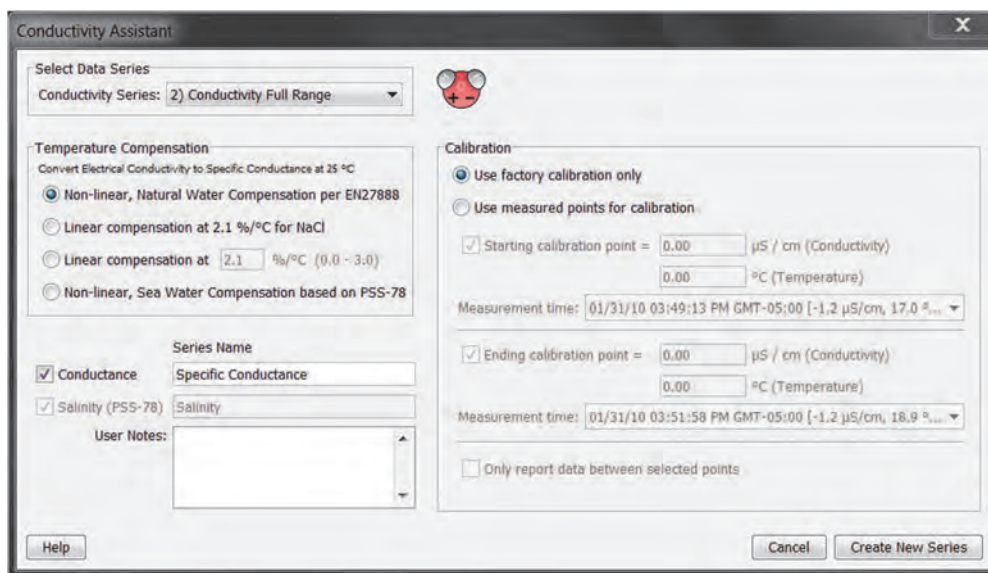 Conductivity Assistant
Select Data Series
Conductivity Series: 2) Conductivity Full Range
Temperature Compensation
Convert Electrical Conductivity to Specific Conductance at 25 ºC
Non-linear, Natural Water Compensation per EN27888
Linear compensation at 2.1 %/ºC for NaCl
Linear compensation at 2.1 %/ºC (0.0 - 3.0)
Non-linear, Sea Water Compensation based on PSS-78
Series Name
Conductance Specific Conductance
Salinity (PSS-78) Salinity
User Notes:
Calibration
Use factory calibration only
Use measured points for calibration
Starting calibration point = 0.00 µS / cm (Conductivity)
0.00 ºC (Temperature)
Measurement time: 01/31/10 03:49:13 PM GMT-05:00 [-1.2 µS/cm, 17.0 º...
Ending calibration point = 0.00 µS / cm (Conductivity)
0.00 ºC (Temperature)
Measurement time: 01/31/10 03:51:58 PM GMT-05:00 [-1.2 µS/cm, 18.9 º...
Only report data between selected points
Help
Cancel
Create New Series